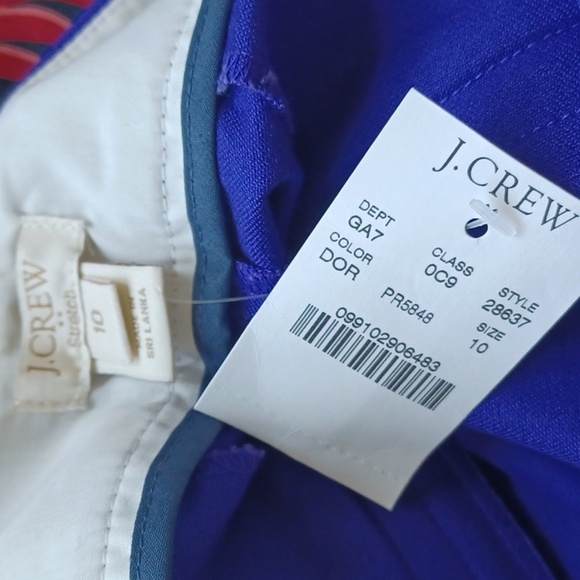 J.CREW
DEPT CLASS STYLE
GA7 0C9 28637
COLOR SIZE
DOR PR5848 10
099102906483
J.CREW
Stretch
10
MADE IN
SRI LANKA